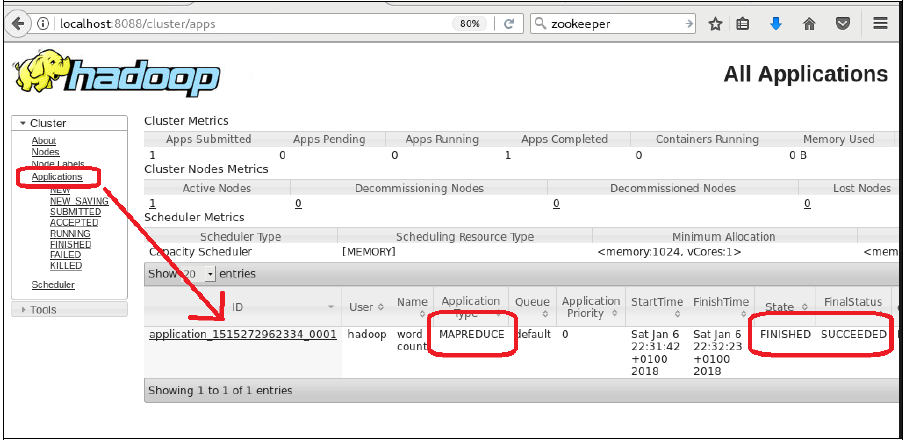 localhost:8088/cluster/apps 80% zookeeper
hadoop All Applications
Cluster
About
Nodes
Node Labels
Applications
NEW
NEW_SAVING
SUBMITTED
ACCEPTED
RUNNING
FINISHED
FAILED
KILLED
Scheduler
Tools
Cluster Metrics
Apps Submitted Apps Pending Apps Running Apps Completed Containers Running Memory Used
1 0 0 1 0 0 B
Cluster Nodes Metrics
Active Nodes Decommissioning Nodes Decommissioned Nodes Lost Nodes
1 0 0 0
Scheduler Metrics
Scheduler Type Scheduling Resource Type Minimum Allocation
Capacity Scheduler [MEMORY] <memory:1024, vCores:1>
Show 20 entries
ID User Name Application Type Queue Application Priority StartTime FinishTime State FinalStatus
application_1515272962334_0001 hadoop word count MAPREDUCE default 0 Sat Jan 6 22:31:42 +0100 2018 Sat Jan 6 22:32:23 +0100 2018 FINISHED SUCCEEDED
Showing 1 to 1 of 1 entries